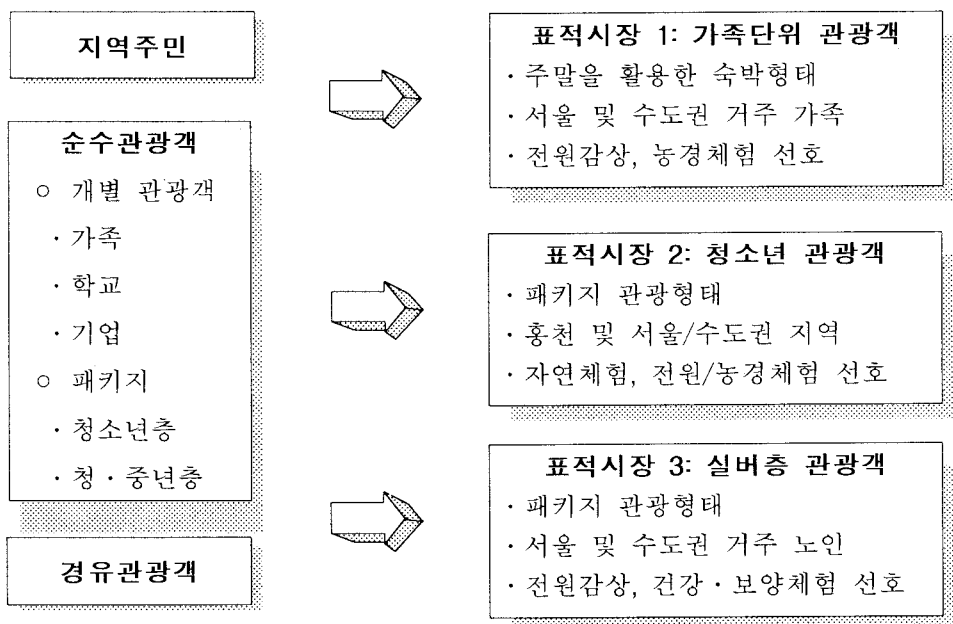 지역주민
순수관광객
○ 개별 관광객
· 가족
· 학교
· 기업
○ 패키지
· 청소년층
· 청 · 중년층
경유관광객
표적시장 1: 가족단위 관광객
· 주말을 활용한 숙박형태
· 서울 및 수도권 거주 가족
· 전원감상, 농경체험 선호
표적시장 2: 청소년 관광객
· 패키지 관광형태
· 홍천 및 서울/수도권 지역
· 자연체험, 전원/농경체험 선호
표적시장 3: 실버층 관광객
· 패키지 관광형태
· 서울 및 수도권 거주 노인
· 전원감상, 건강 · 보양체험 선호